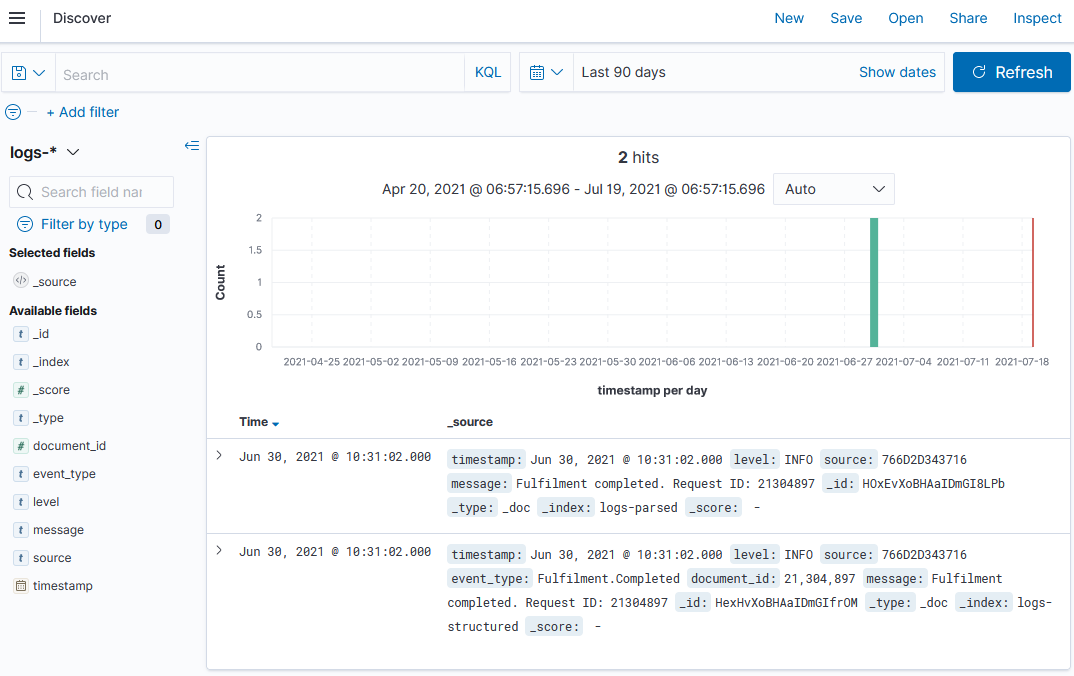 Discover
New Save Open Share Inspect
Search KQL Last 90 days Show dates Refresh
+ Add filter
logs-*
Search field nar
Filter by type 0
Selected fields
_source
Available fields
t _id
t _index
# _score
t _type
# document_id
t event_type
t level
t message
t source
timestamp
2 hits
Apr 20, 2021 @ 06:57:15.696 - Jul 19, 2021 @ 06:57:15.696 Auto
Count
2
1.5
1
0.5
0
2021-04-25 2021-05-02 2021-05-09 2021-05-16 2021-05-23 2021-05-30 2021-06-06 2021-06-13 2021-06-20 2021-06-27 2021-07-04 2021-07-11 2021-07-18
timestamp per day
Time _source
Jun 30, 2021 @ 10:31:02.000 timestamp: Jun 30, 2021 @ 10:31:02.000 level: INFO source: 766D2D343716
message: Fulfilment completed. Request ID: 21304897 _id: HOxEvXoBHAaIDmGI8LPb
_type: _doc _index: logs-parsed _score: -
Jun 30, 2021 @ 10:31:02.000 timestamp: Jun 30, 2021 @ 10:31:02.000 level: INFO source: 766D2D343716
event_type: Fulfilment.Completed document_id: 21,304,897 message: Fulfilment
completed. Request ID: 21304897 _id: HexHvXoBHAaIDmGIfrOM _type: _doc _index: logs-
structured _score: -